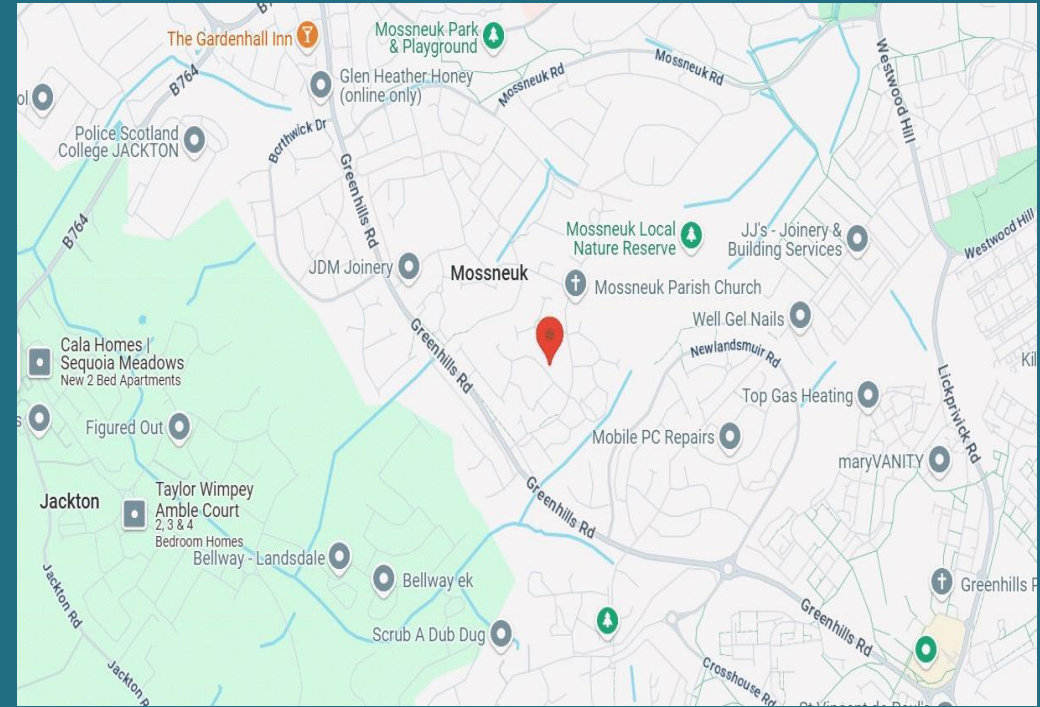 The Gardenhall Inn
Mossneuk Park
& Playground
B764
Glen Heather Honey
(online only)
Mossneuk Rd
Mossneuk Rd
Westwood Hill
Police Scotland
College JACKTON
Borthwick Dr
Greenhills Rd
B764
Mossneuk Local
Nature Reserve
JJ's - Joinery &
Building Services
Westwood Hill
JDM Joinery
Mossneuk
Mossneuk Parish Church
Well Gel Nails
Greenhills Rd
Newlandsmuir Rd
Cala Homes |
Sequoia Meadows
New 2 Bed Apartments
Top Gas Heating
Lickprivick Rd
Figured Out
Mobile PC Repairs
maryVANITY
Jackton
Taylor Wimpey
Amble Court
2, 3 & 4
Bedroom Homes
Greenhills Rd
Bellway - Landsdale
Bellway ek
Jackton Rd
Greenhills
Greenhills Rd
Scrub A Dub Dug
Crosshouse Rd
Jackton